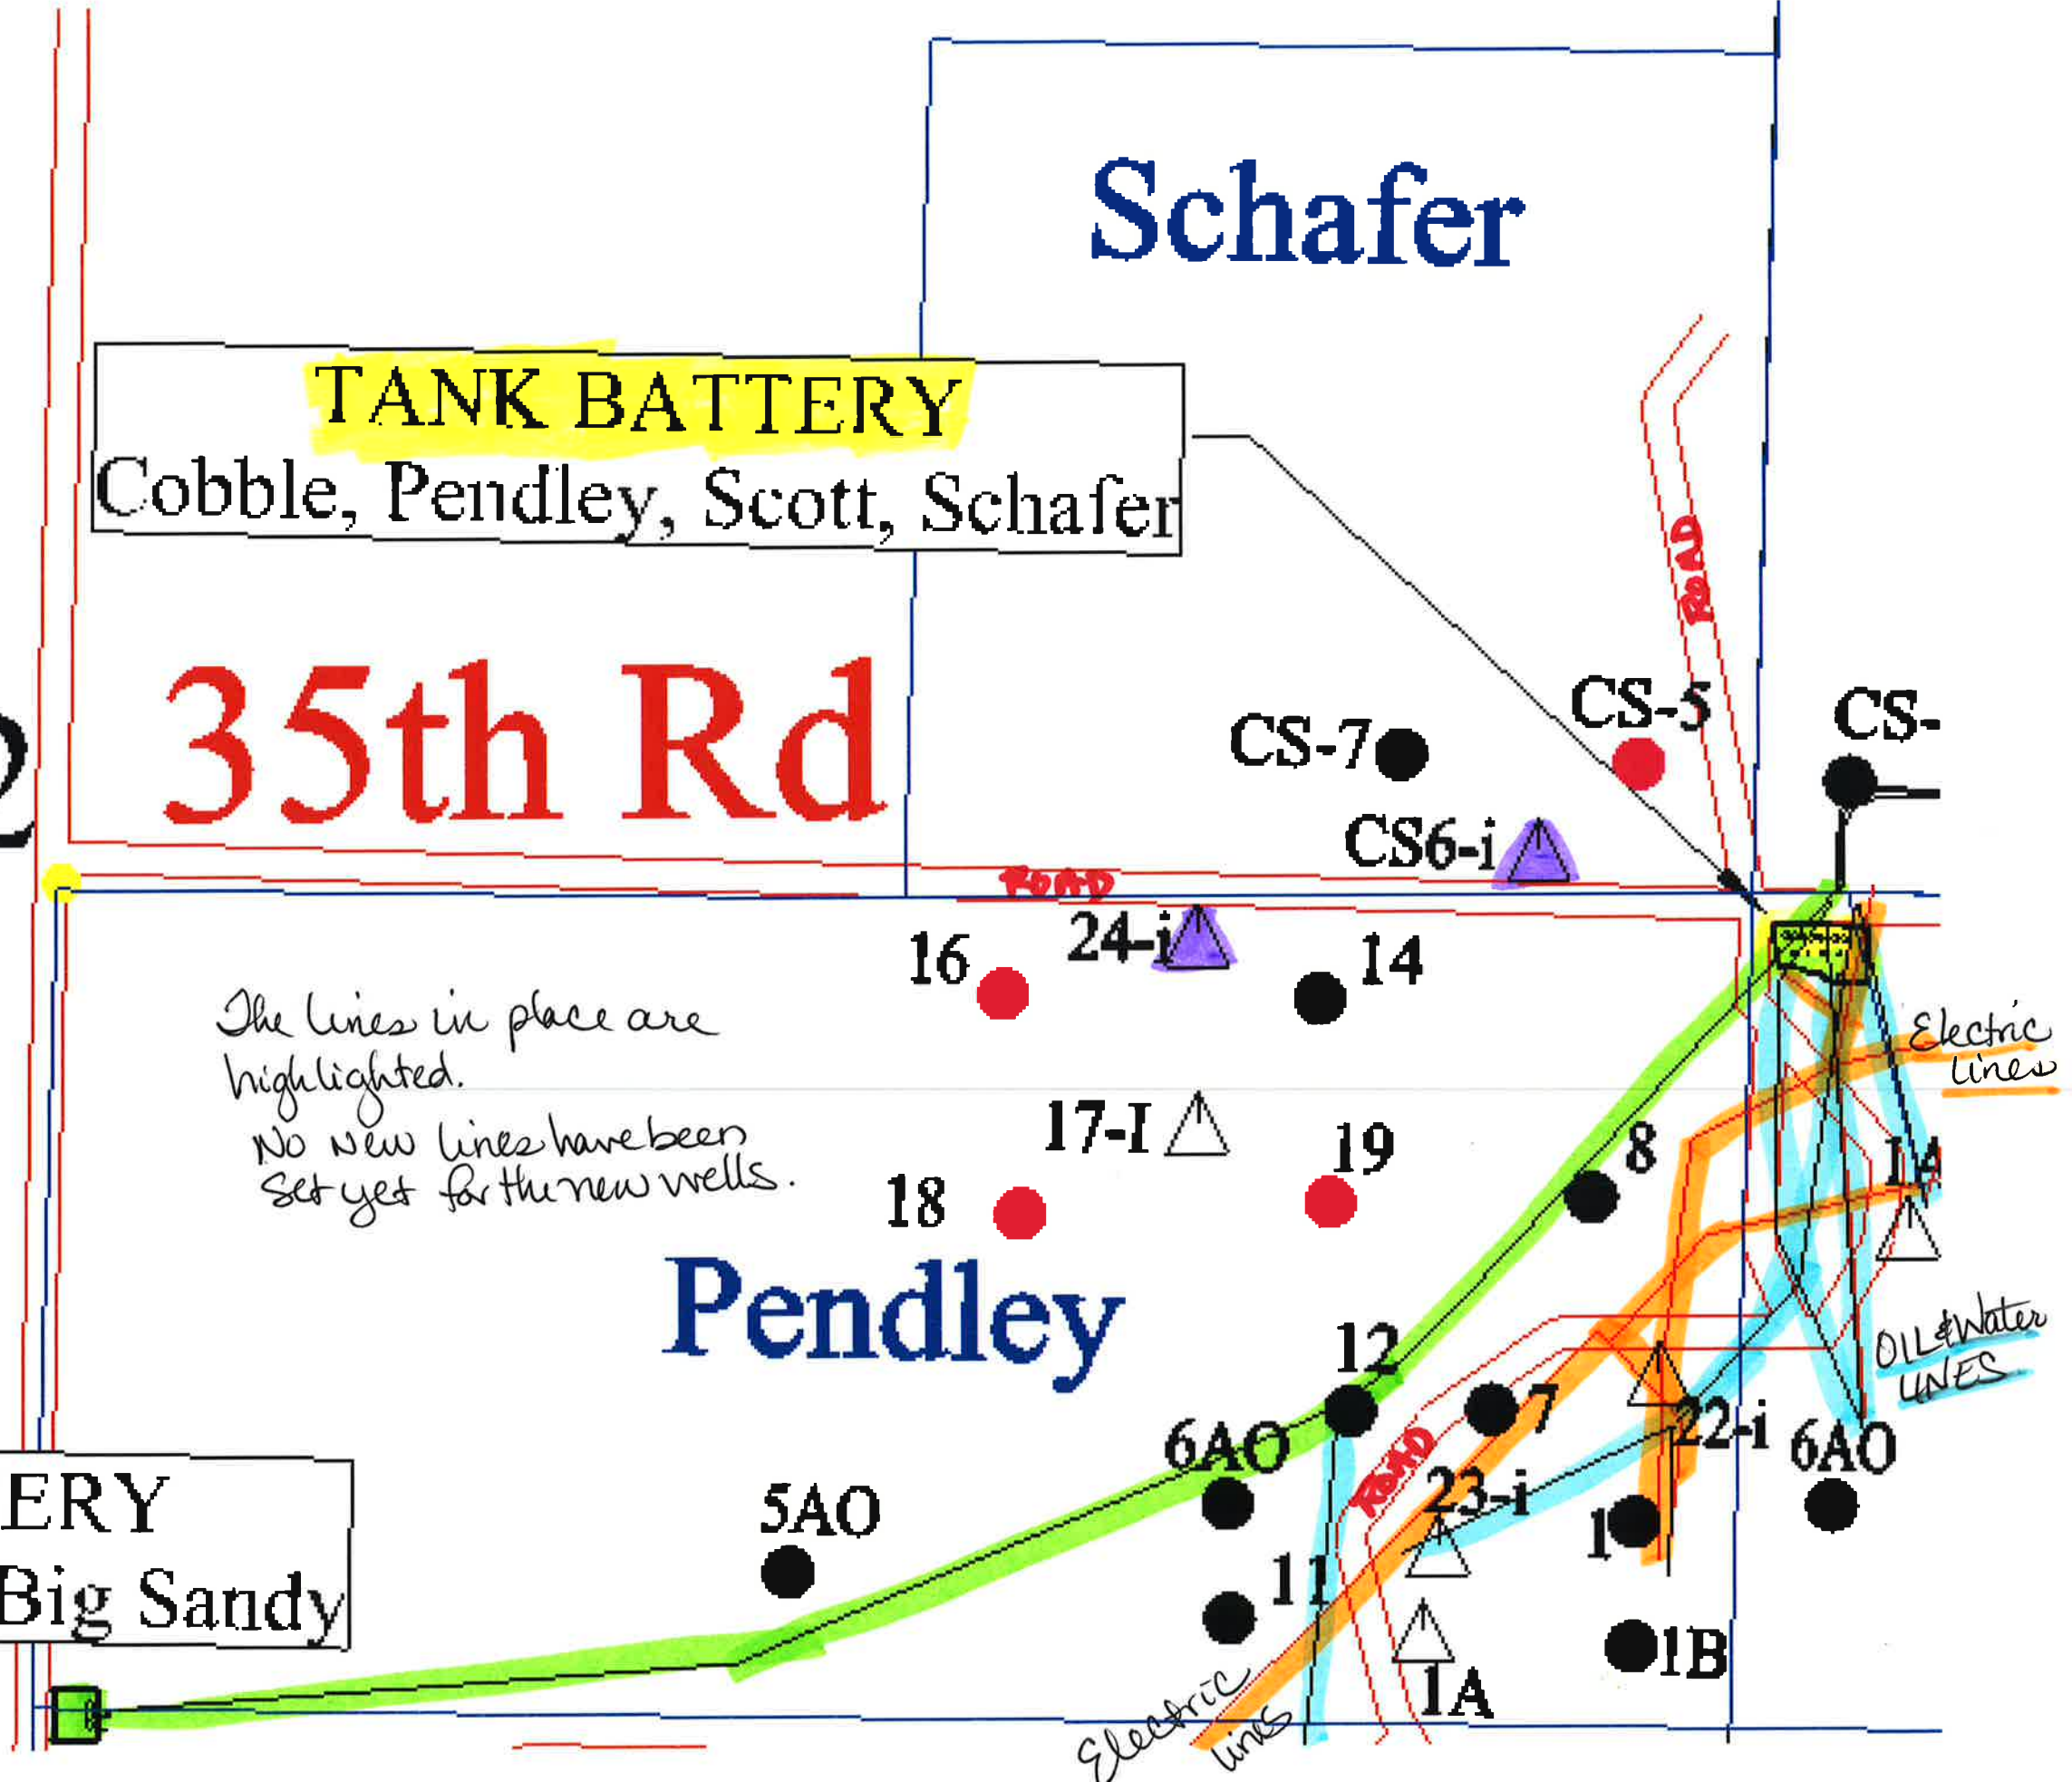 Schafer
TANK BATTERY
Cobble, Pendley, Scott, Schafer
ROAD
35th Rd
2
CS-7
CS-5
CS-
CS6-i
ROAD
16
24-i
14
The lines in place are
highlighted.
No new lines have been
set yet for the new wells.
Electric
lines
17-I
19
8
1A
18
Pendley
OIL & Water
LINES
12
7
22-i
6AO
6AO
ROAD
23-i
5AO
1
11
ERY
Big Sandy
1B
1A
Electric
lines